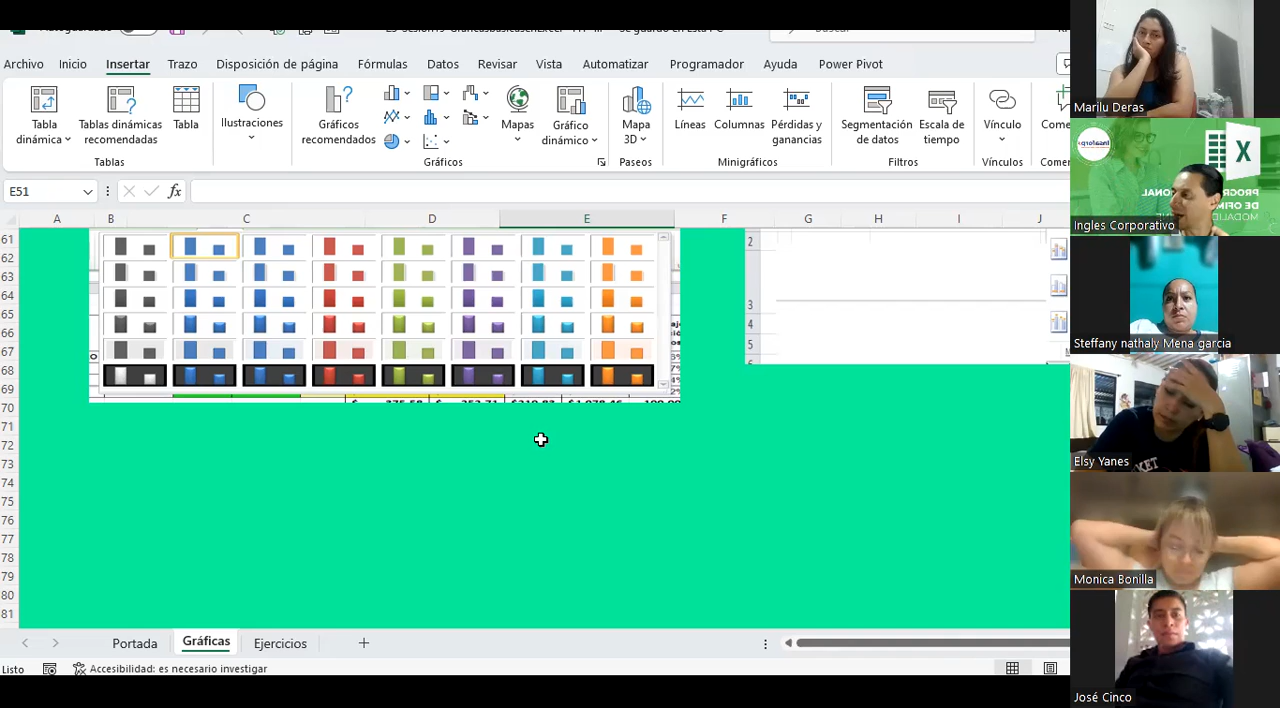 Archivo Inicio Insertar Trazo Disposición de página Fórmulas Datos Revisar Vista Automatizar Programador Ayuda Power Pivot
Tabla dinámica
Tablas dinámicas recomendadas
Tabla
Ilustraciones
Gráficos recomendados
Mapas
Gráfico dinámico
Mapa 3D
Líneas
Columnas
Pérdidas y ganancias
Segmentación de datos
Escala de tiempo
Vínculo
Tablas Gráficos Paseos Minigráficos Filtros Vínculos
E51
fx
A B C D E F G H I J
61
62
63
64
65
66
67
68
69
70
71
72
73
74
75
76
77
78
79
80
81
2
3
4
5
Portada Gráficas Ejercicios
Listo Accesibilidad: es necesario investigar
Marilu Deras
Ingles Corporativo
Steffany nathaly Mena garcia
Elsy Yanes
Monica Bonilla
José Cinco